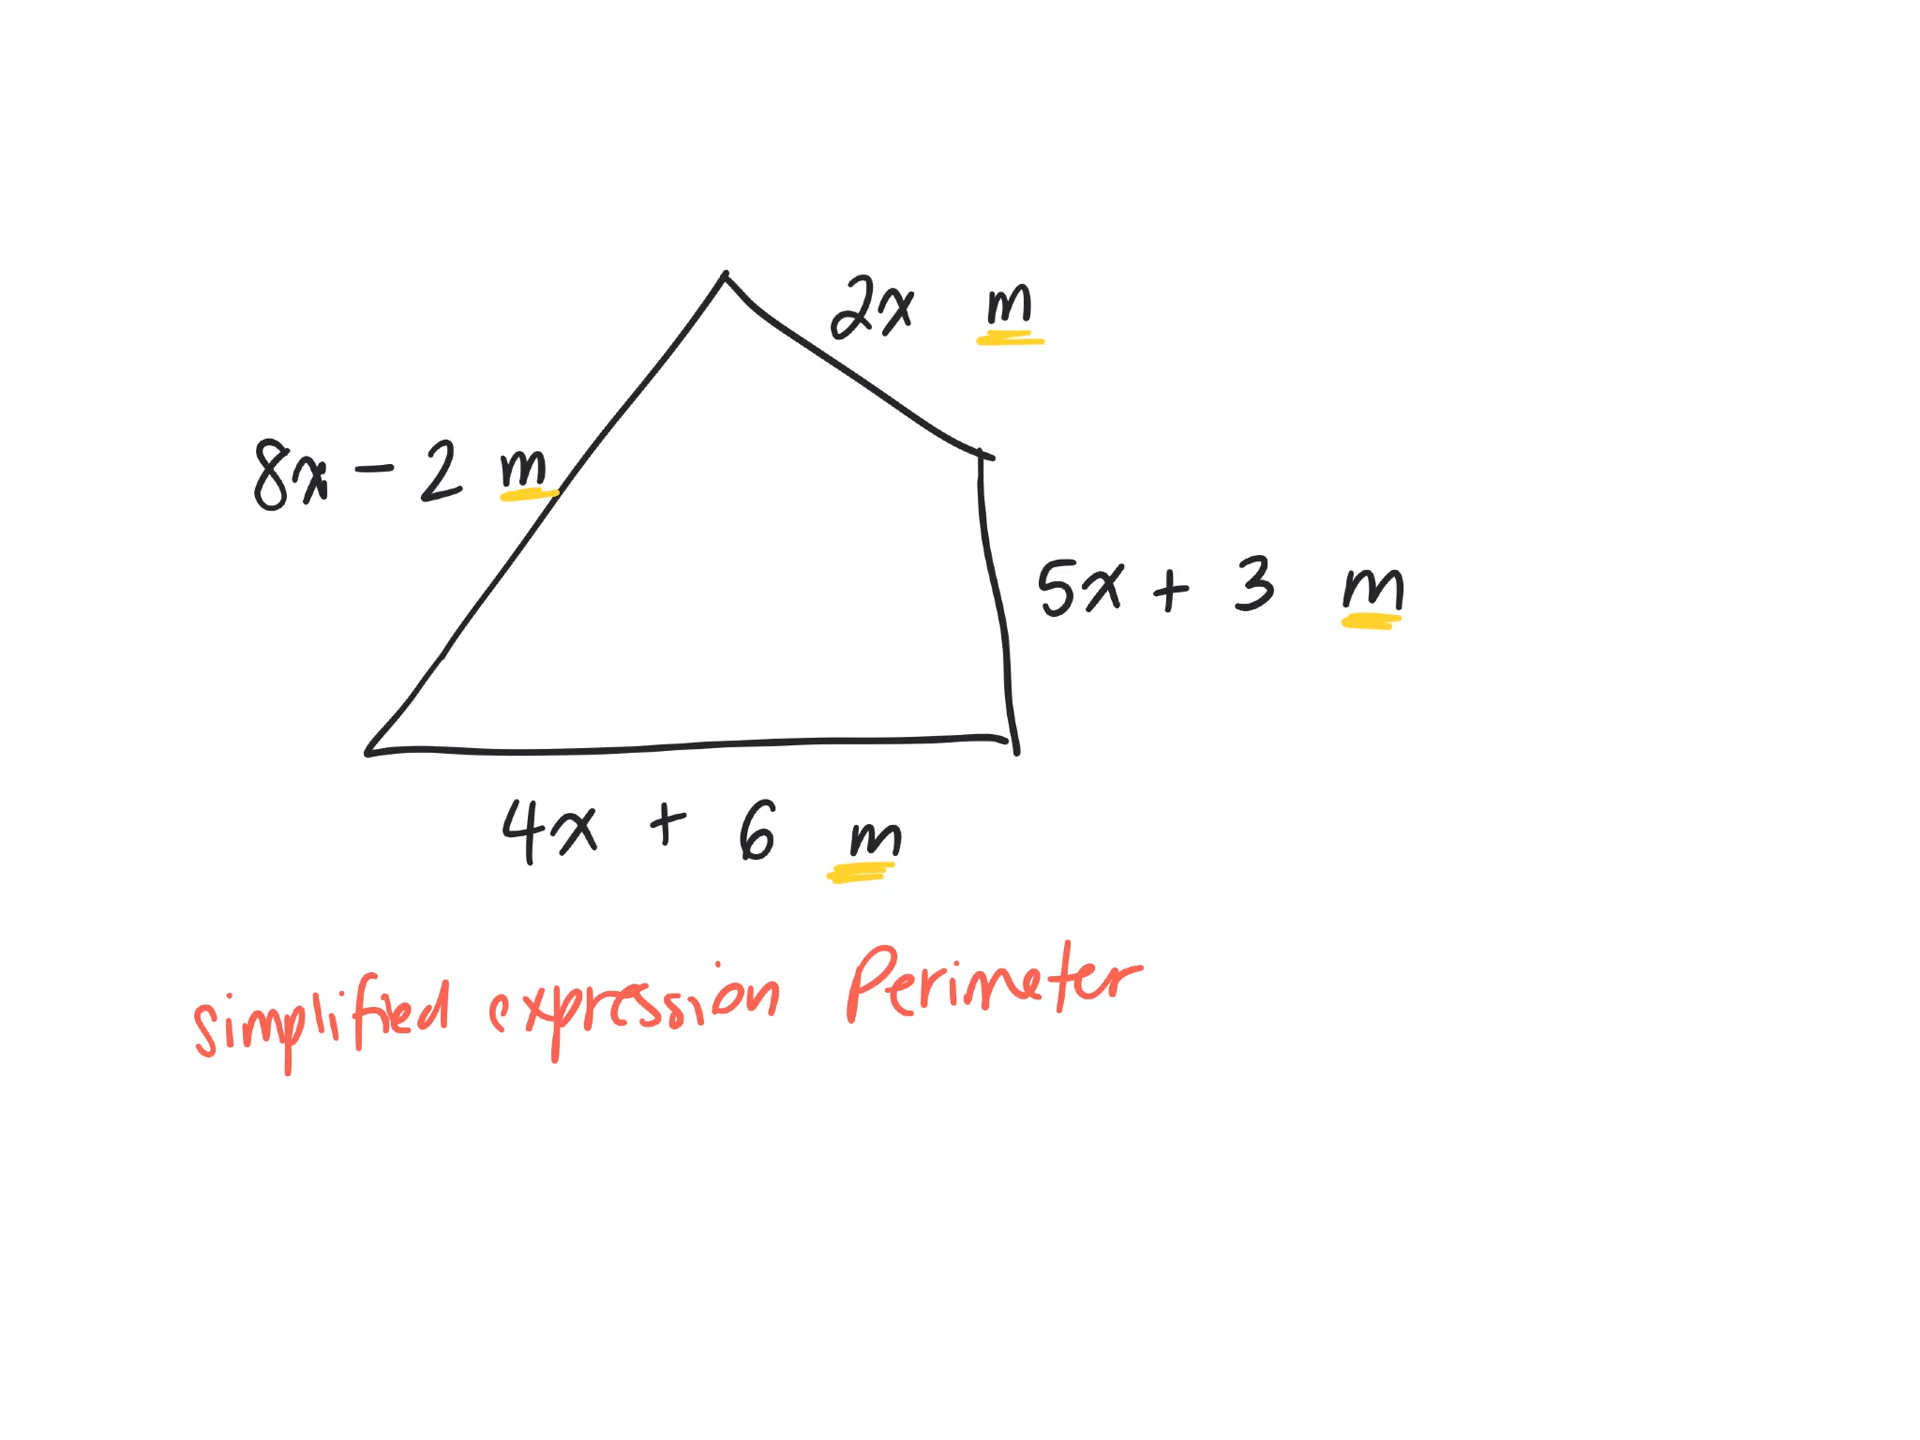 2x m
8x - 2 m
5x + 3 m
4x + 6 m
simplified expression Perimeter